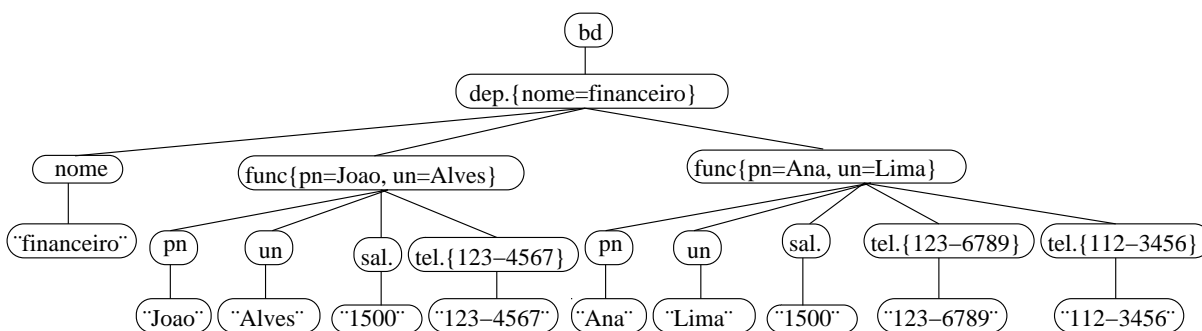 bd
dep.{nome=financeiro}
nome
func{pn=Joao, un=Alves}
func{pn=Ana, un=Lima}
¨financeiro¨
pn
un
sal.
tel.{123−4567}
pn
un
sal.
tel.{123−6789}
tel.{112−3456}
¨Joao¨
¨Alves¨
¨1500¨
¨123−4567¨
¨Ana¨
¨Lima¨
¨1500¨
¨123−6789¨
¨112−3456¨